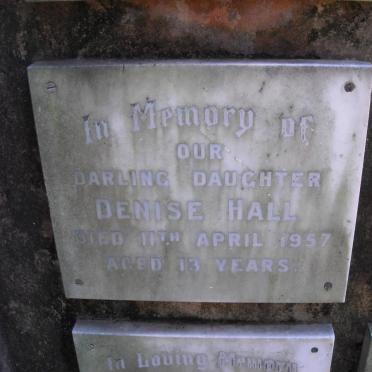 In Memory of
OUR
DARLING DAUGHTER
DENISE HALL
DIED 11TH APRIL 1957
AGED 13 YEARS.
In Loving Memory